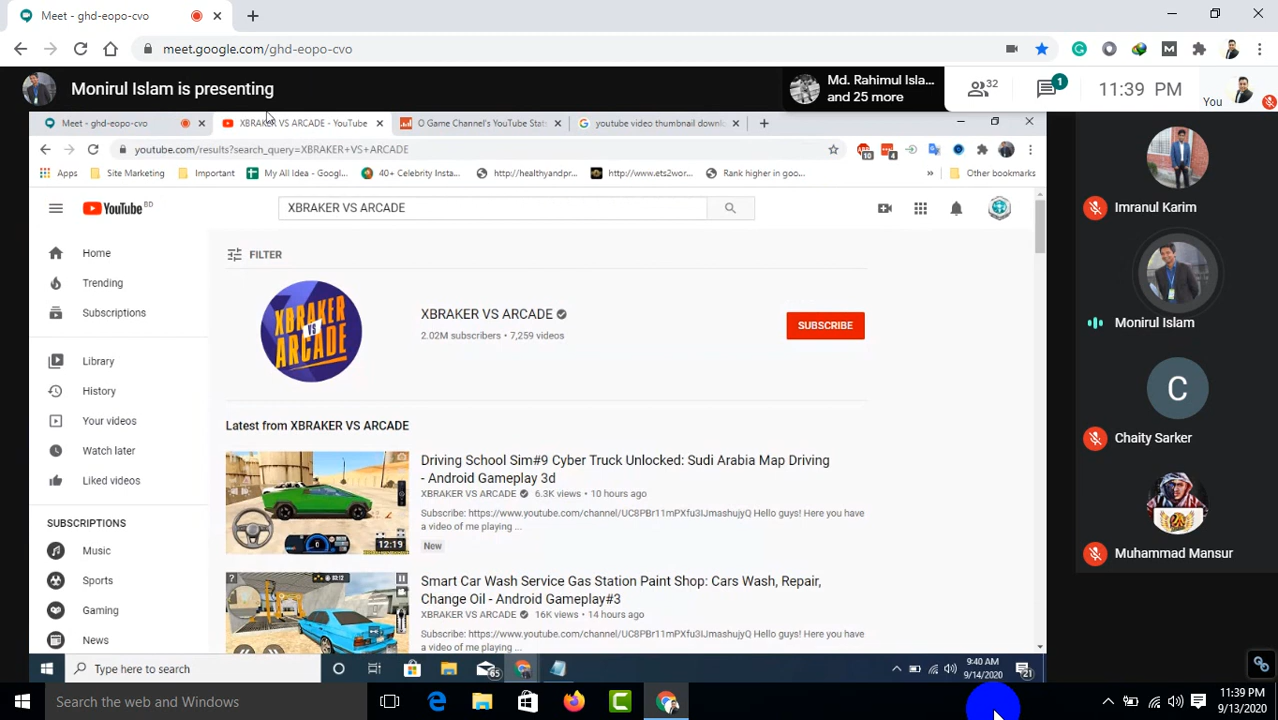 Meet - ghd-eopo-cvo
meet.google.com/ghd-eopo-cvo
Monirul Islam is presenting
Md. Rahimul Isla...
and 25 more
32
1
11:39 PM
You
Meet - ghd-eopo-cvo
XBRAKER VS ARCADE - YouTube
O Game Channel's YouTube Stat
youtube video thumbnail downl
youtube.com/results?search_query=XBRAKER+VS+ARCADE
10
4
Apps
Site Marketing
Important
My All Idea - Googl...
40+ Celebrity Insta...
http://healthyandpr...
http://www.ets2wor...
Rank higher in goo...
»
Other bookmarks
YouTube BD
XBRAKER VS ARCADE
Home
Trending
Subscriptions
Library
History
Your videos
Watch later
Liked videos
SUBSCRIPTIONS
Music
Sports
Gaming
News
FILTER
XBRAKER
VS
ARCADE
XBRAKER VS ARCADE
2.02M subscribers • 7,259 videos
SUBSCRIBE
Latest from XBRAKER VS ARCADE
12:19
Driving School Sim#9 Cyber Truck Unlocked: Sudi Arabia Map Driving
- Android Gameplay 3d
XBRAKER VS ARCADE 6.3K views • 10 hours ago
Subscribe: https://www.youtube.com/channel/UC8PBr11mPXfu3IJmashujyQ Hello guys! Here you have
a video of me playing ...
New
Smart Car Wash Service Gas Station Paint Shop: Cars Wash, Repair,
Change Oil - Android Gameplay#3
XBRAKER VS ARCADE 16K views • 14 hours ago
Subscribe: https://www.youtube.com/channel/UC8PBr11mPXfu3IJmashujyQ Hello guys! Here you have
a video of me playing ...
Imranul Karim
Monirul Islam
C
Chaity Sarker
Muhammad Mansur
Type here to search
65
9:40 AM
9/14/2020
21
Search the web and Windows
11:39 PM
9/13/2020